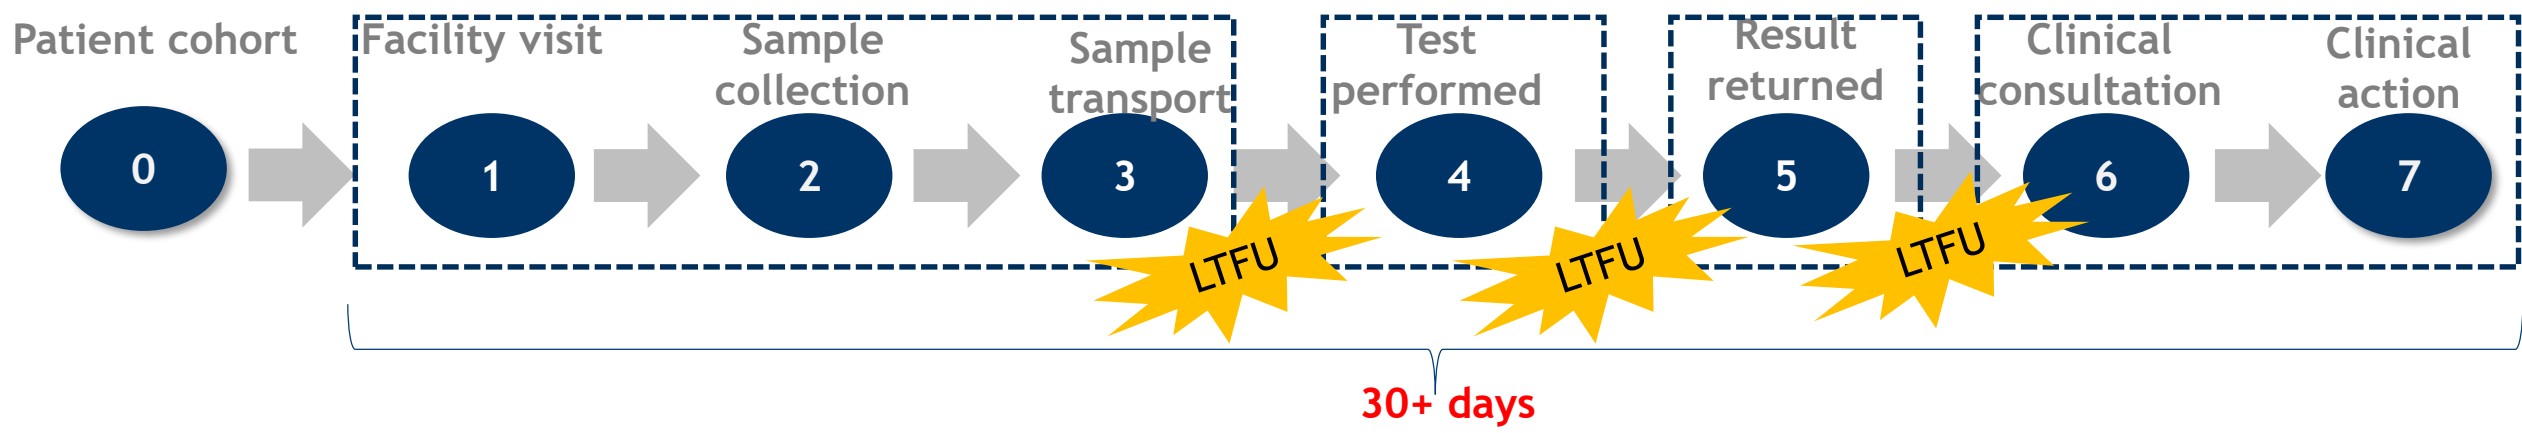 Patient cohort
Facility visit
Sample
collection
Sample
transport
Test
performed
Result
returned
Clinical
consultation
Clinical
action
0
1
2
3
4
5
6
7
LTFU
LTFU
LTFU
30+ days